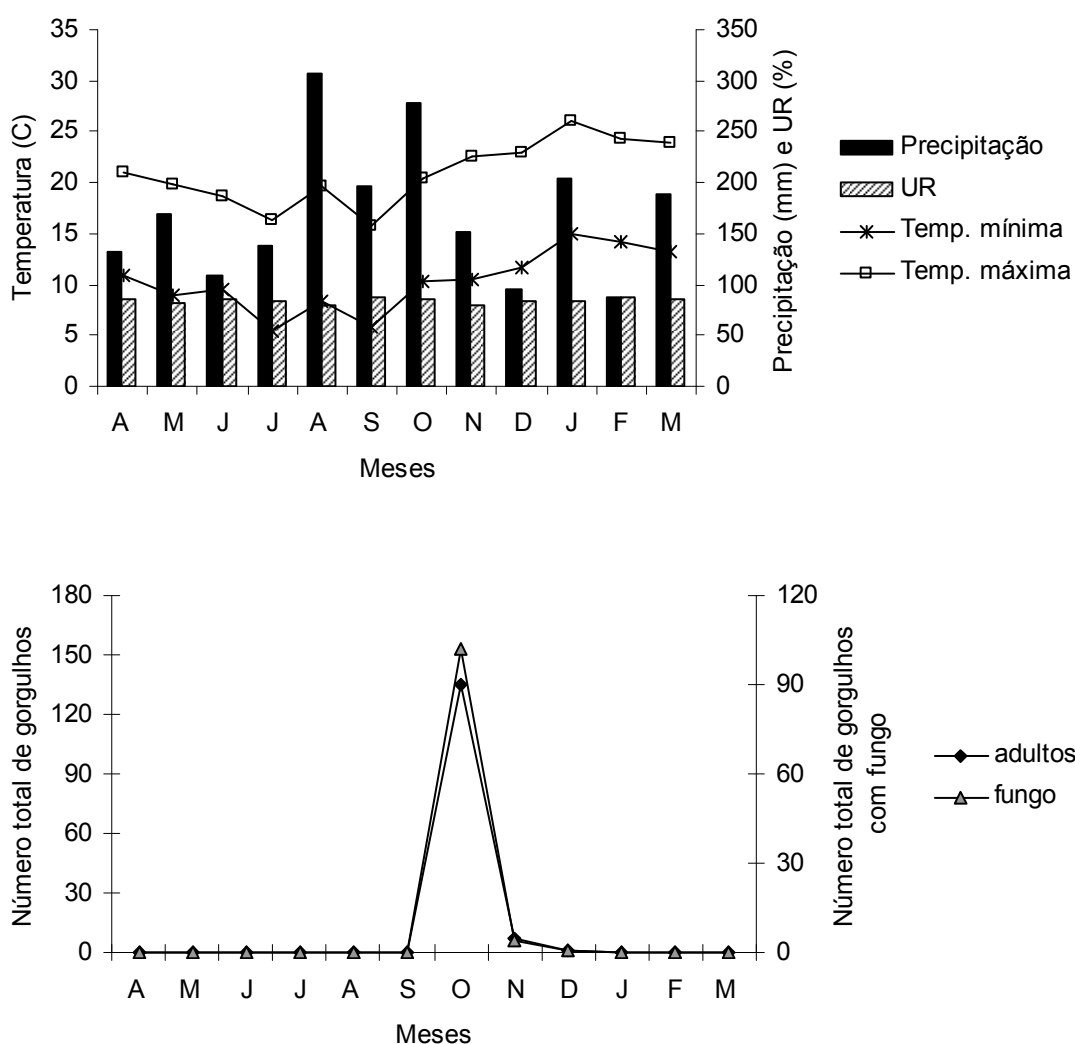 35
30
25
20
15
10
5
0
Temperatura (C)
350
300
250
200
150
100
50
0
Precipitação (mm) e UR (%)
A M J J A S O N D J F M
Meses
Precipitação
UR
Temp. mínima
Temp. máxima
180
150
120
90
60
30
0
Número total de gorgulhos
120
90
60
30
0
Número total de gorgulhos
com fungo
A M J J A S O N D J F M
Meses
adultos
fungo